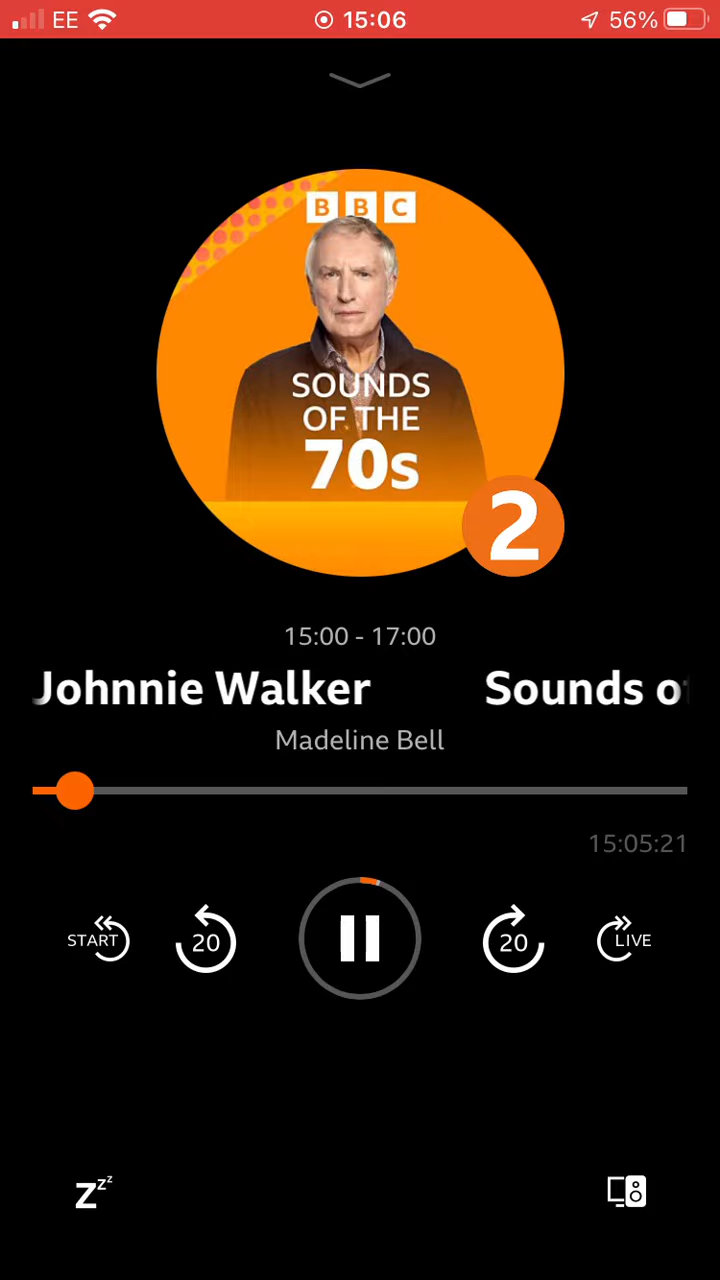 EE 15:06 56%
BBC
SOUNDS
OF THE
70s
2
15:00 - 17:00
Johnnie Walker Sounds o
Madeline Bell
15:05:21
START 20 20 LIVE
Zzz